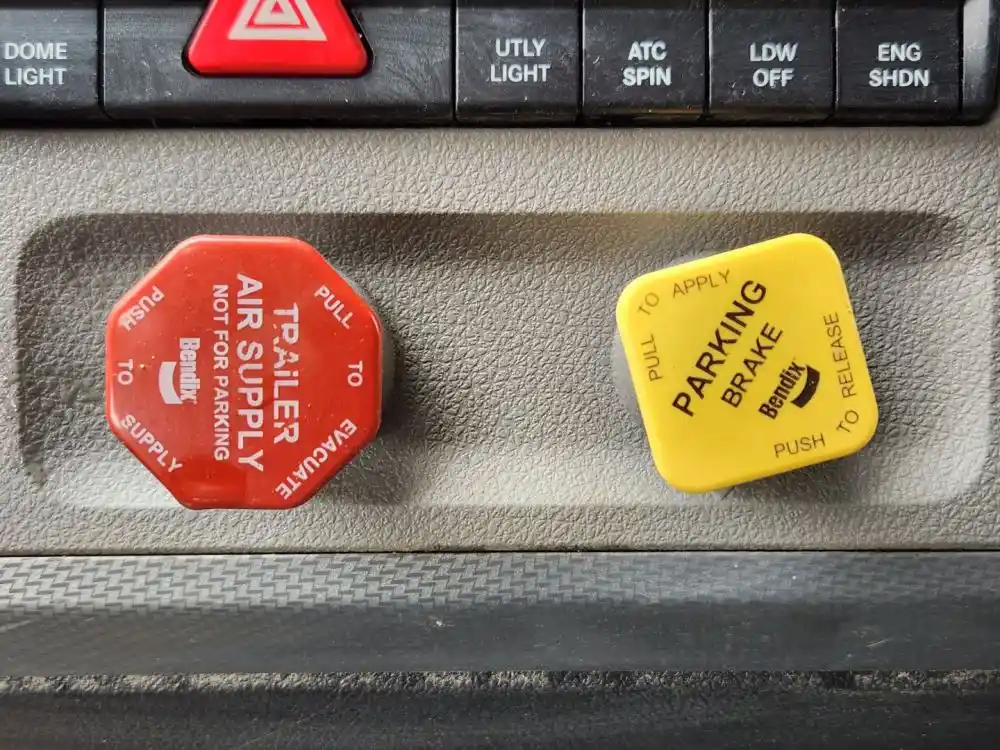 DOME
LIGHT
UTLY
LIGHT
ATC
SPIN
LDW
OFF
ENG
SHDN
PULL TO EVACUATE
TRAILER
AIR SUPPLY
NOT FOR PARKING
Bendix
PUSH TO SUPPLY
PULL TO APPLY
PARKING
BRAKE
Bendix
PUSH TO RELEASE